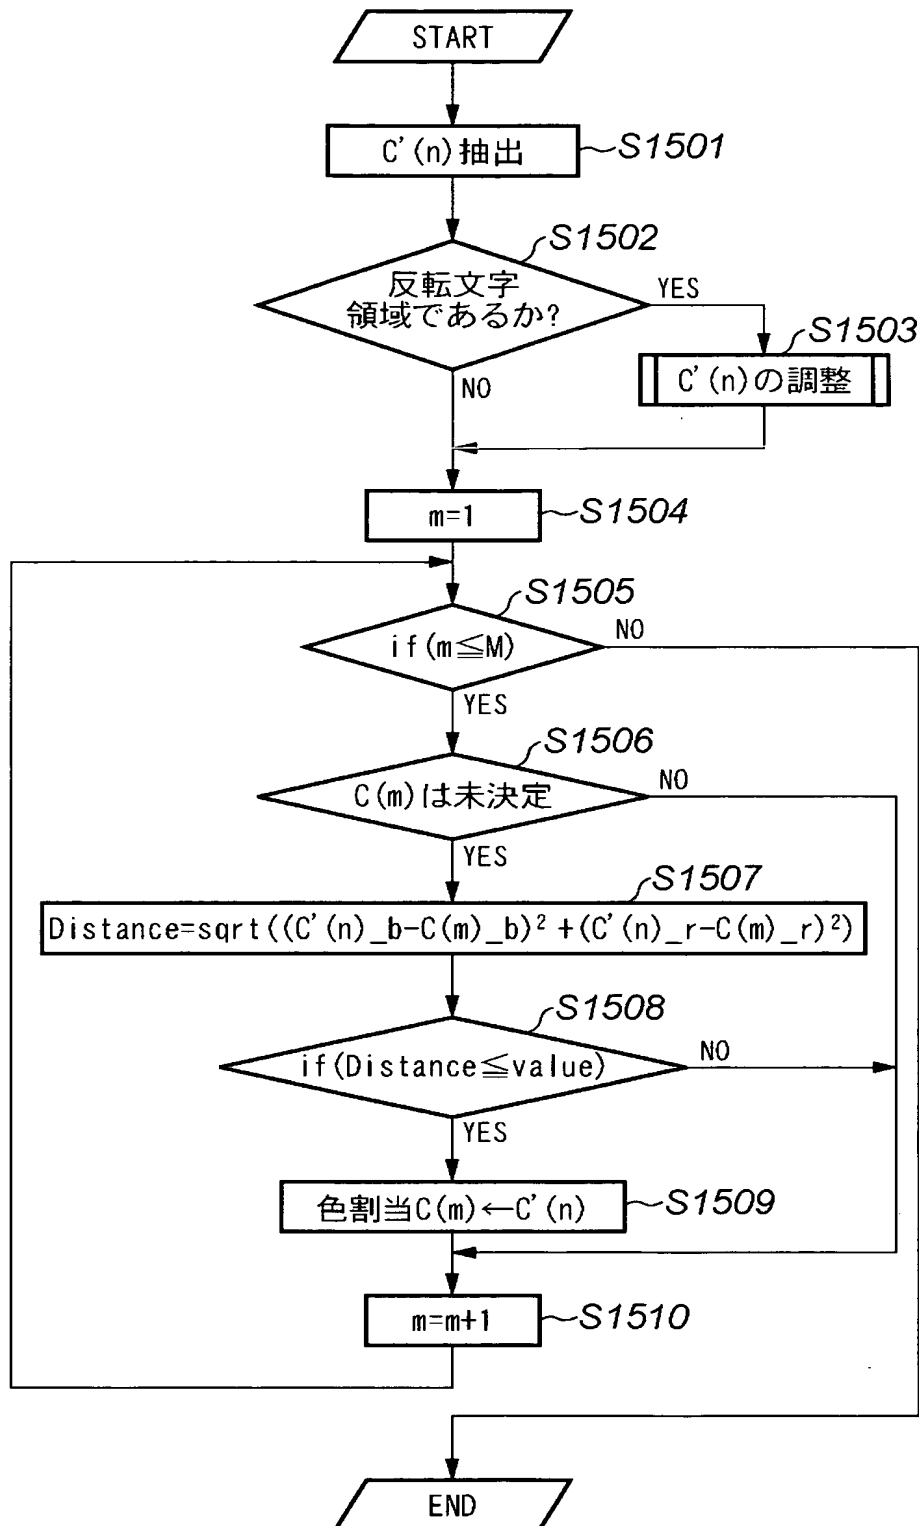 START
C'(n)抽出
S1501
S1502
反転文字
領域であるか?
YES
NO
S1503
C'(n)の調整
m=1
S1504
S1505
if(m≦M)
NO
YES
S1506
C(m)は未決定
NO
YES
S1507
Distance=sqrt((C'(n)_b-C(m)_b)²+(C'(n)_r-C(m)_r)²)
S1508
if(Distance≦value)
NO
YES
色割当C(m)←C'(n)
S1509
m=m+1
S1510
END